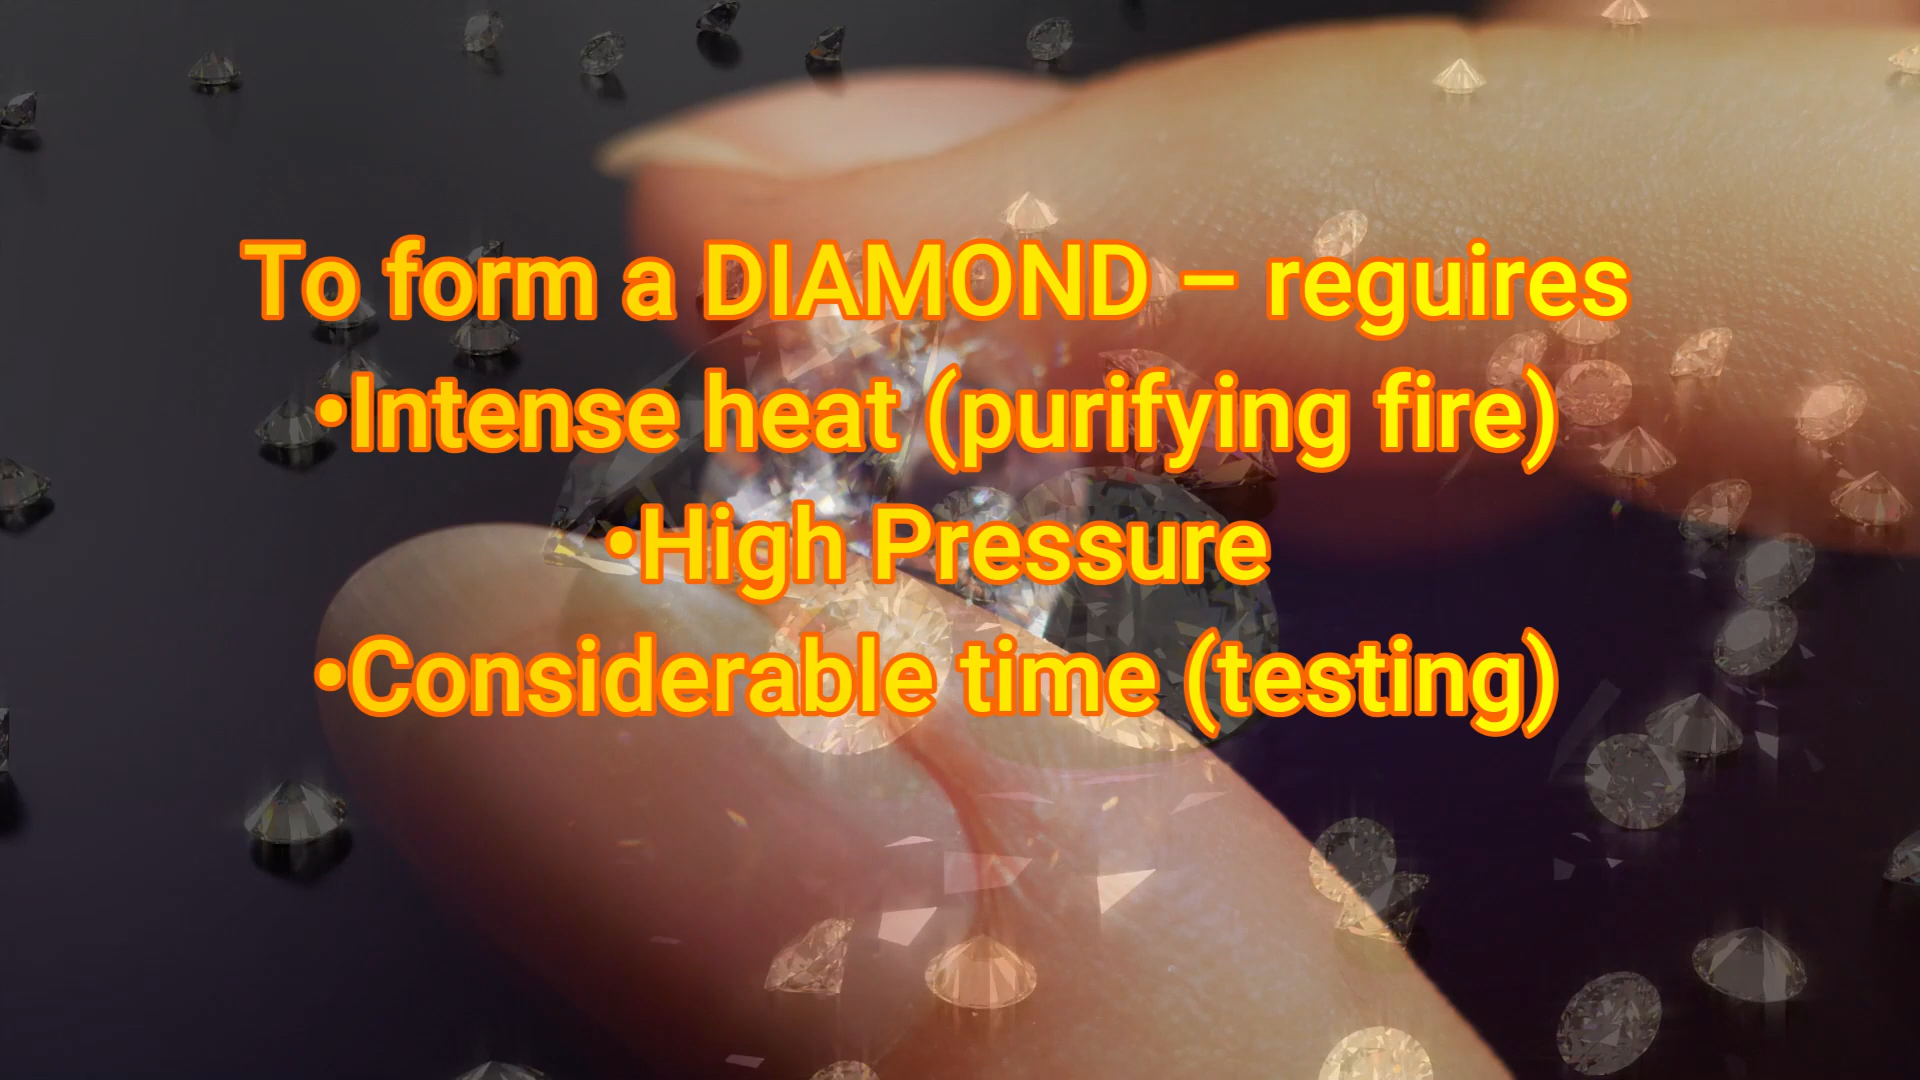 To form a DIAMOND – reguires
•Intense heat (purifying fire)
•High Pressure
•Considerable time (testing)